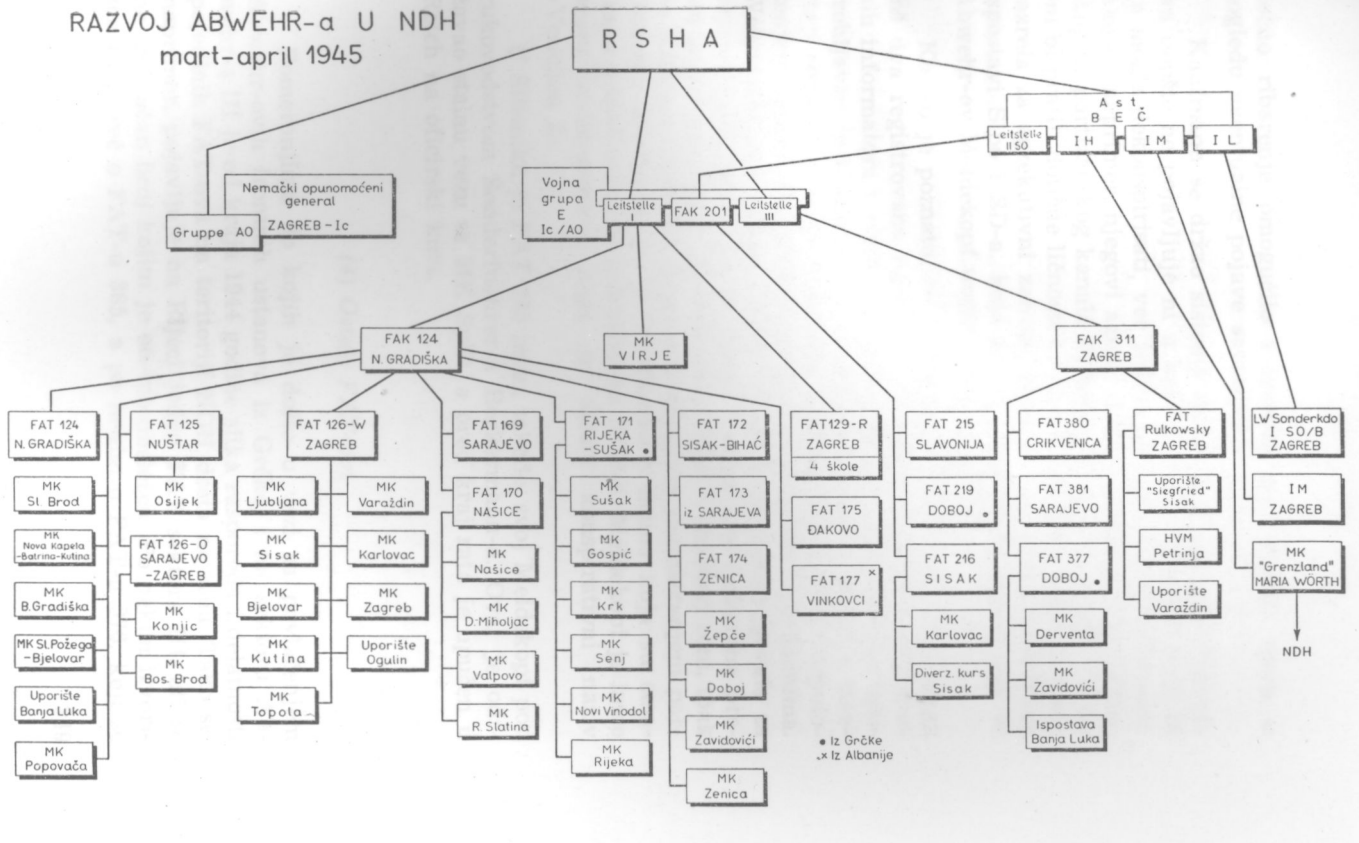 RAZVOJ ABWEHR-a U NDH
mart-april 1945
RSHA
Ast
BEČ
Leitstelle
II SO
IH
IM
IL
Nemački opunomoćeni
general
ZAGREB-Ic
Gruppe AO
Vojna
grupa
E
Ic/AO
Leitstelle
I
FAK 201
Leitstelle
III
FAK 124
N. GRADIŠKA
MK
VIRJE
FAK 311
ZAGREB
FAT 124
N. GRADIŠKA
MK
Sl. Brod
MK
Nova Kapela
-Batrina-Kutina
MK
B.Gradiška
MK Sl.Požega
-Bjelovar
Uporište
Banja Luka
MK
Popovača
FAT 125
NUŠTAR
MK
Osijek
FAT 126-O
SARAJEVO
-ZAGREB
MK
Konjic
MK
Bos. Brod
FAT 126-W
ZAGREB
MK
Ljubljana
MK
Sisak
MK
Bjelovar
MK
Kutina
MK
Topola
MK
Varaždin
MK
Karlovac
MK
Zagreb
Uporište
Ogulin
FAT 169
SARAJEVO
FAT 170
NAŠICE
MK
Našice
MK
D. Miholjac
MK
Valpovo
MK
R. Slatina
FAT 171
RIJEKA
-SUŠAK •
MK
Sušak
MK
Gospić
MK
Krk
MK
Senj
MK
Novi Vinodol
MK
Rijeka
FAT 172
SISAK-BIHAĆ
FAT 173
iz SARAJEVA
FAT 174
ZENICA
MK
Žepče
MK
Doboj
MK
Zavidovići
MK
Zenica
FAT 129-R
ZAGREB
4 škole
FAT 175
ĐAKOVO
FAT 177 x
VINKOVCI
FAT 215
SLAVONIJA
FAT 219
DOBOJ •
FAT 216
SISAK
MK
Karlovac
Diverz. kurs
Sisak
FAT 380
CRIKVENICA
FAT 381
SARAJEVO
FAT 377
DOBOJ •
MK
Derventa
MK
Zavidovići
Ispostava
Banja Luka
FAT
Rulkowsky
ZAGREB
Uporište
"Siegfried"
Sisak
HVM
Petrinja
Uporište
Varaždin
LW Sonderkdo
I SO/B
ZAGREB
IM
ZAGREB
MK
"Grenzland"
MARIA WÖRTH
NDH
• Iz Grčke
x Iz Albanije